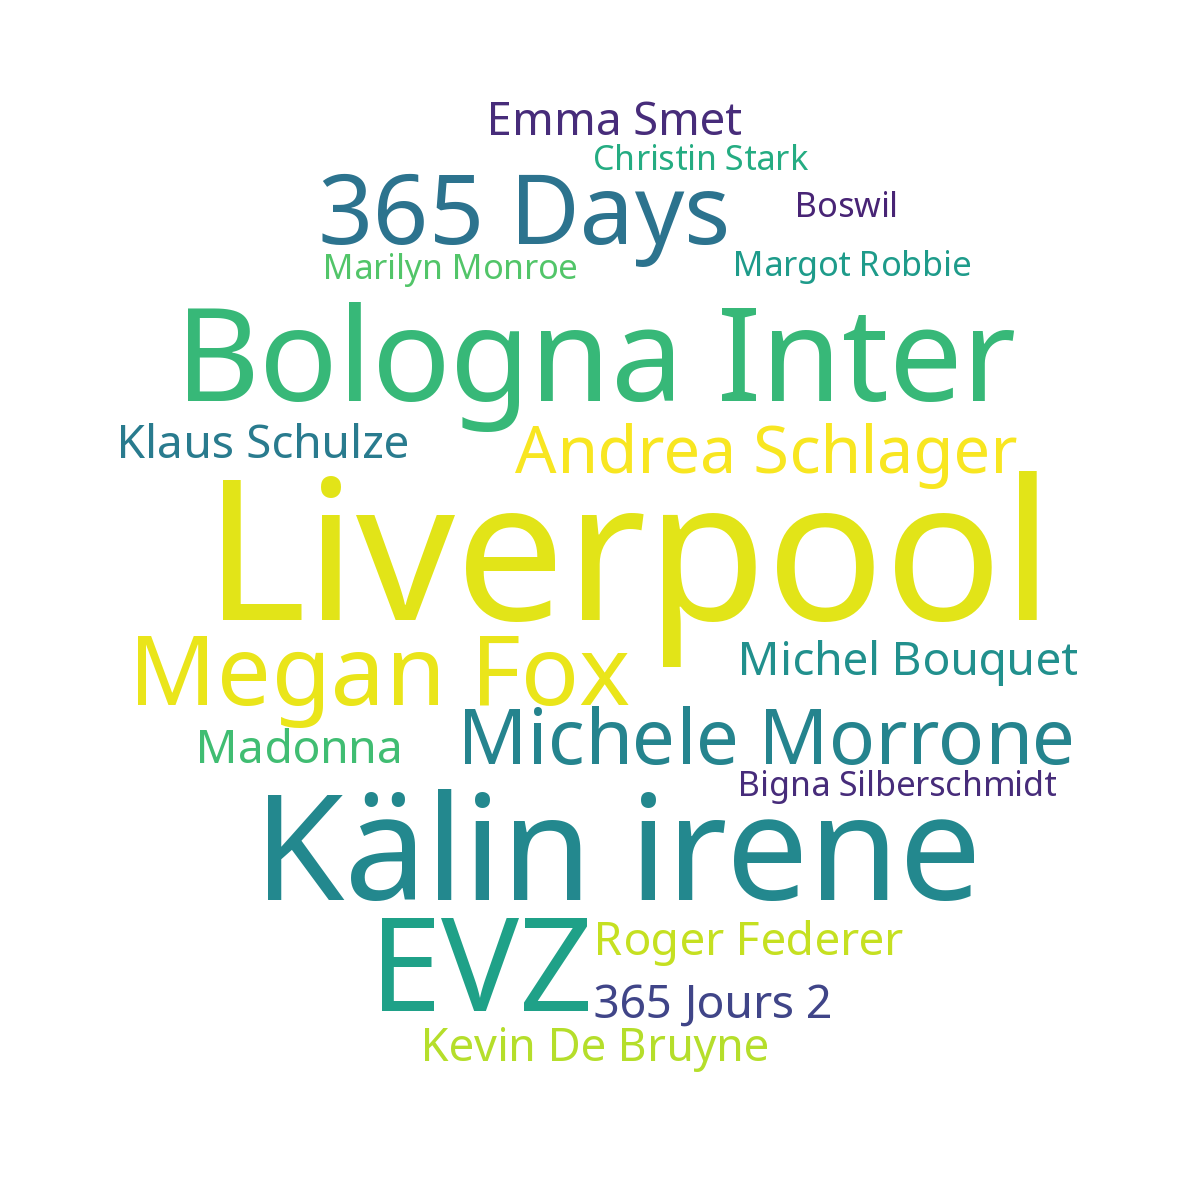 Emma Smet
Christin Stark
365 Days
Boswil
Marilyn Monroe
Margot Robbie
Bologna Inter
Klaus Schulze
Andrea Schlager
Liverpool
Megan Fox
Michel Bouquet
Michele Morrone
Madonna
Bigna Silberschmidt
Kälin irene
EVZ
Roger Federer
365 Jours 2
Kevin De Bruyne